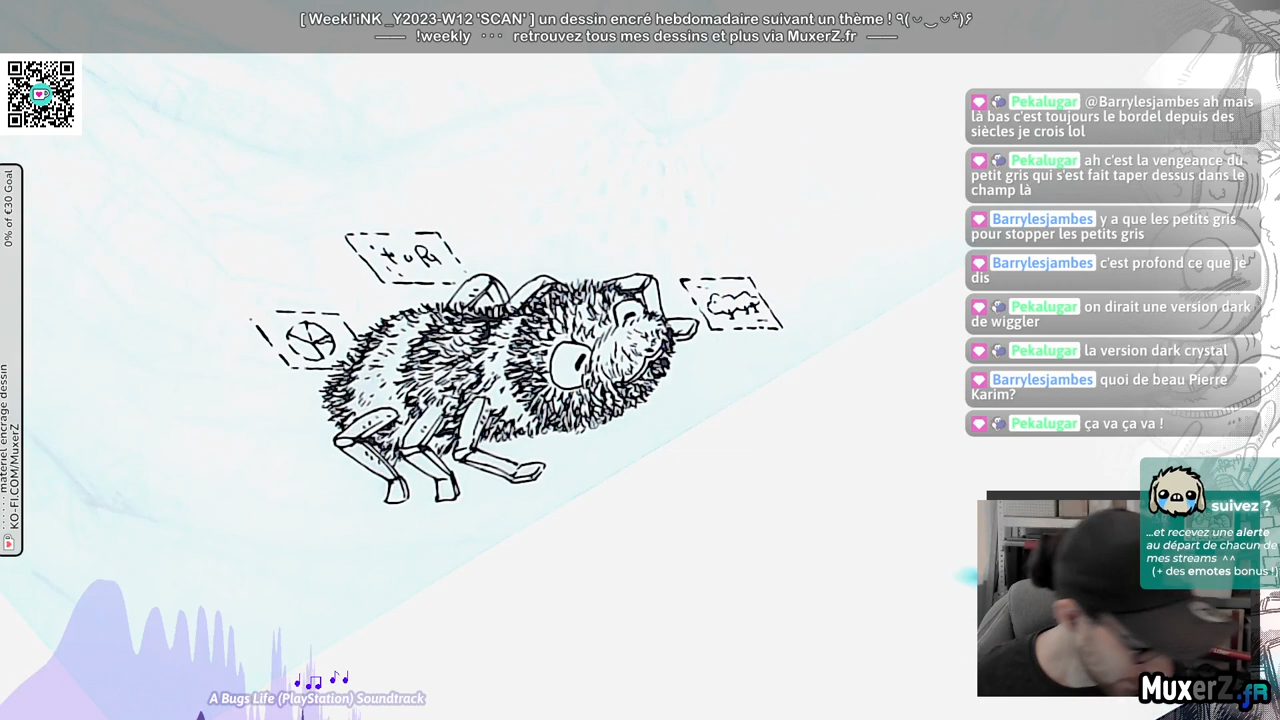 [ Weekl'iNK _Y2023-W12 'SCAN' ] un dessin encré hebdomadaire suivant un thème ! ٩( ᴗ‿ᴗ *)۶
—— !weekly · · · retrouvez tous mes dessins et plus via MuxerZ.fr ——
0% of €30 Goal
materiel encrage dessin
KO-FI.COM/MuxerZ
Pekalugar @Barrylesjambes ah mais
là bas c'est toujours le bordel depuis des
siècles je crois lol
Pekalugar ah c'est la vengeance du
petit gris qui s'est fait taper dessus dans le
champ là
Barrylesjambes y a que les petits gris
pour stopper les petits gris
Barrylesjambes c'est profond ce que je
dis
Pekalugar on dirait une version dark
de wiggler
Pekalugar la version dark crystal
Barrylesjambes quoi de beau Pierre
Karim?
Pekalugar ça va ça va !
suivez ?
...et recevez une alerte
au départ de chacun de
mes streams ^^
(+ des emotes bonus !)
A Bugs Life (PlayStation) Soundtrack
MuxerZ.fR